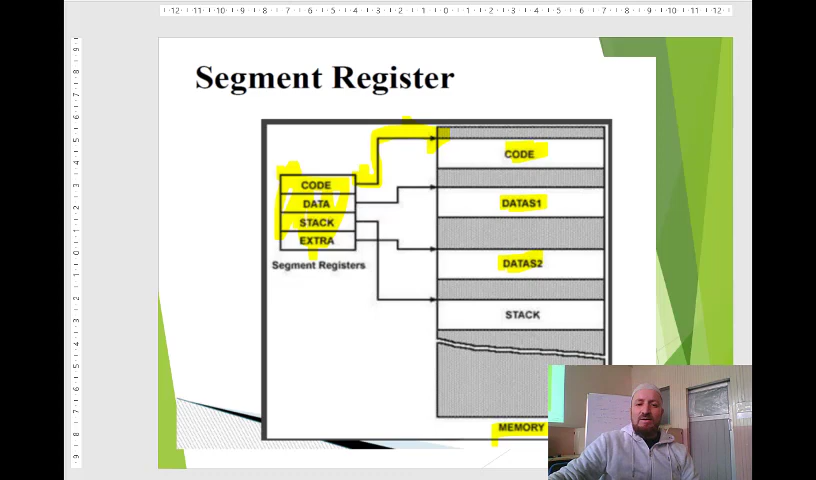 Segment Register
CODE
DATA
STACK
EXTRA
Segment Registers
CODE
DATAS1
DATAS2
STACK
MEMORY